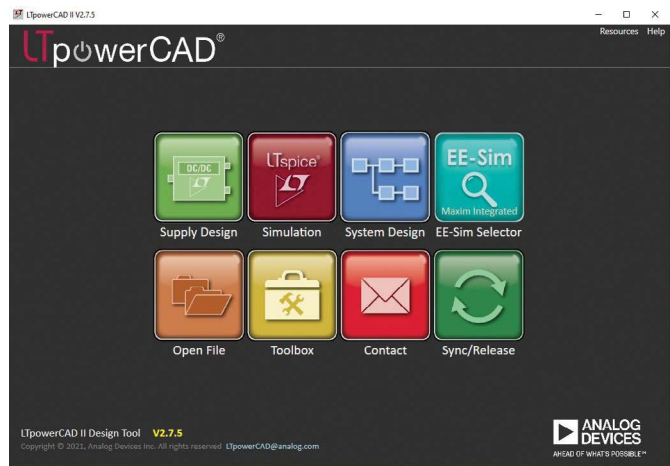 LTpowerCAD II V2.7.5
Resources Help
LTpowerCAD®
DC/DC
LTspice®
EE-Sim
Maxim Integrated
Supply Design Simulation System Design EE-Sim Selector
Open File Toolbox Contact Sync/Release
LTpowerCAD II Design Tool V2.7.5
Copyright © 2021, Analog Devices Inc. All rights reserved LTpowerCAD@analog.com
ANALOG
DEVICES
AHEAD OF WHAT'S POSSIBLE™